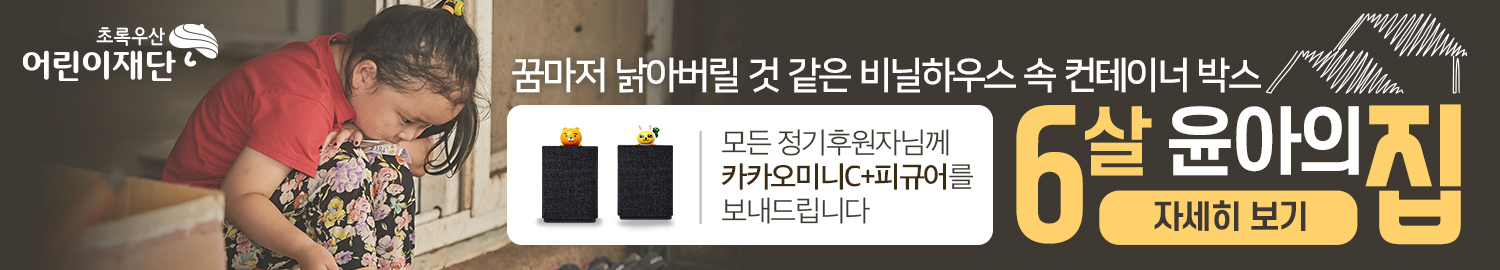 초록우산
어린이재단
꿈마저 낡아버릴 것 같은 비닐하우스 속 컨테이너 박스
6살 윤아의 집
모든 정기후원자님께
카카오미니C+피규어를
보내드립니다
자세히 보기